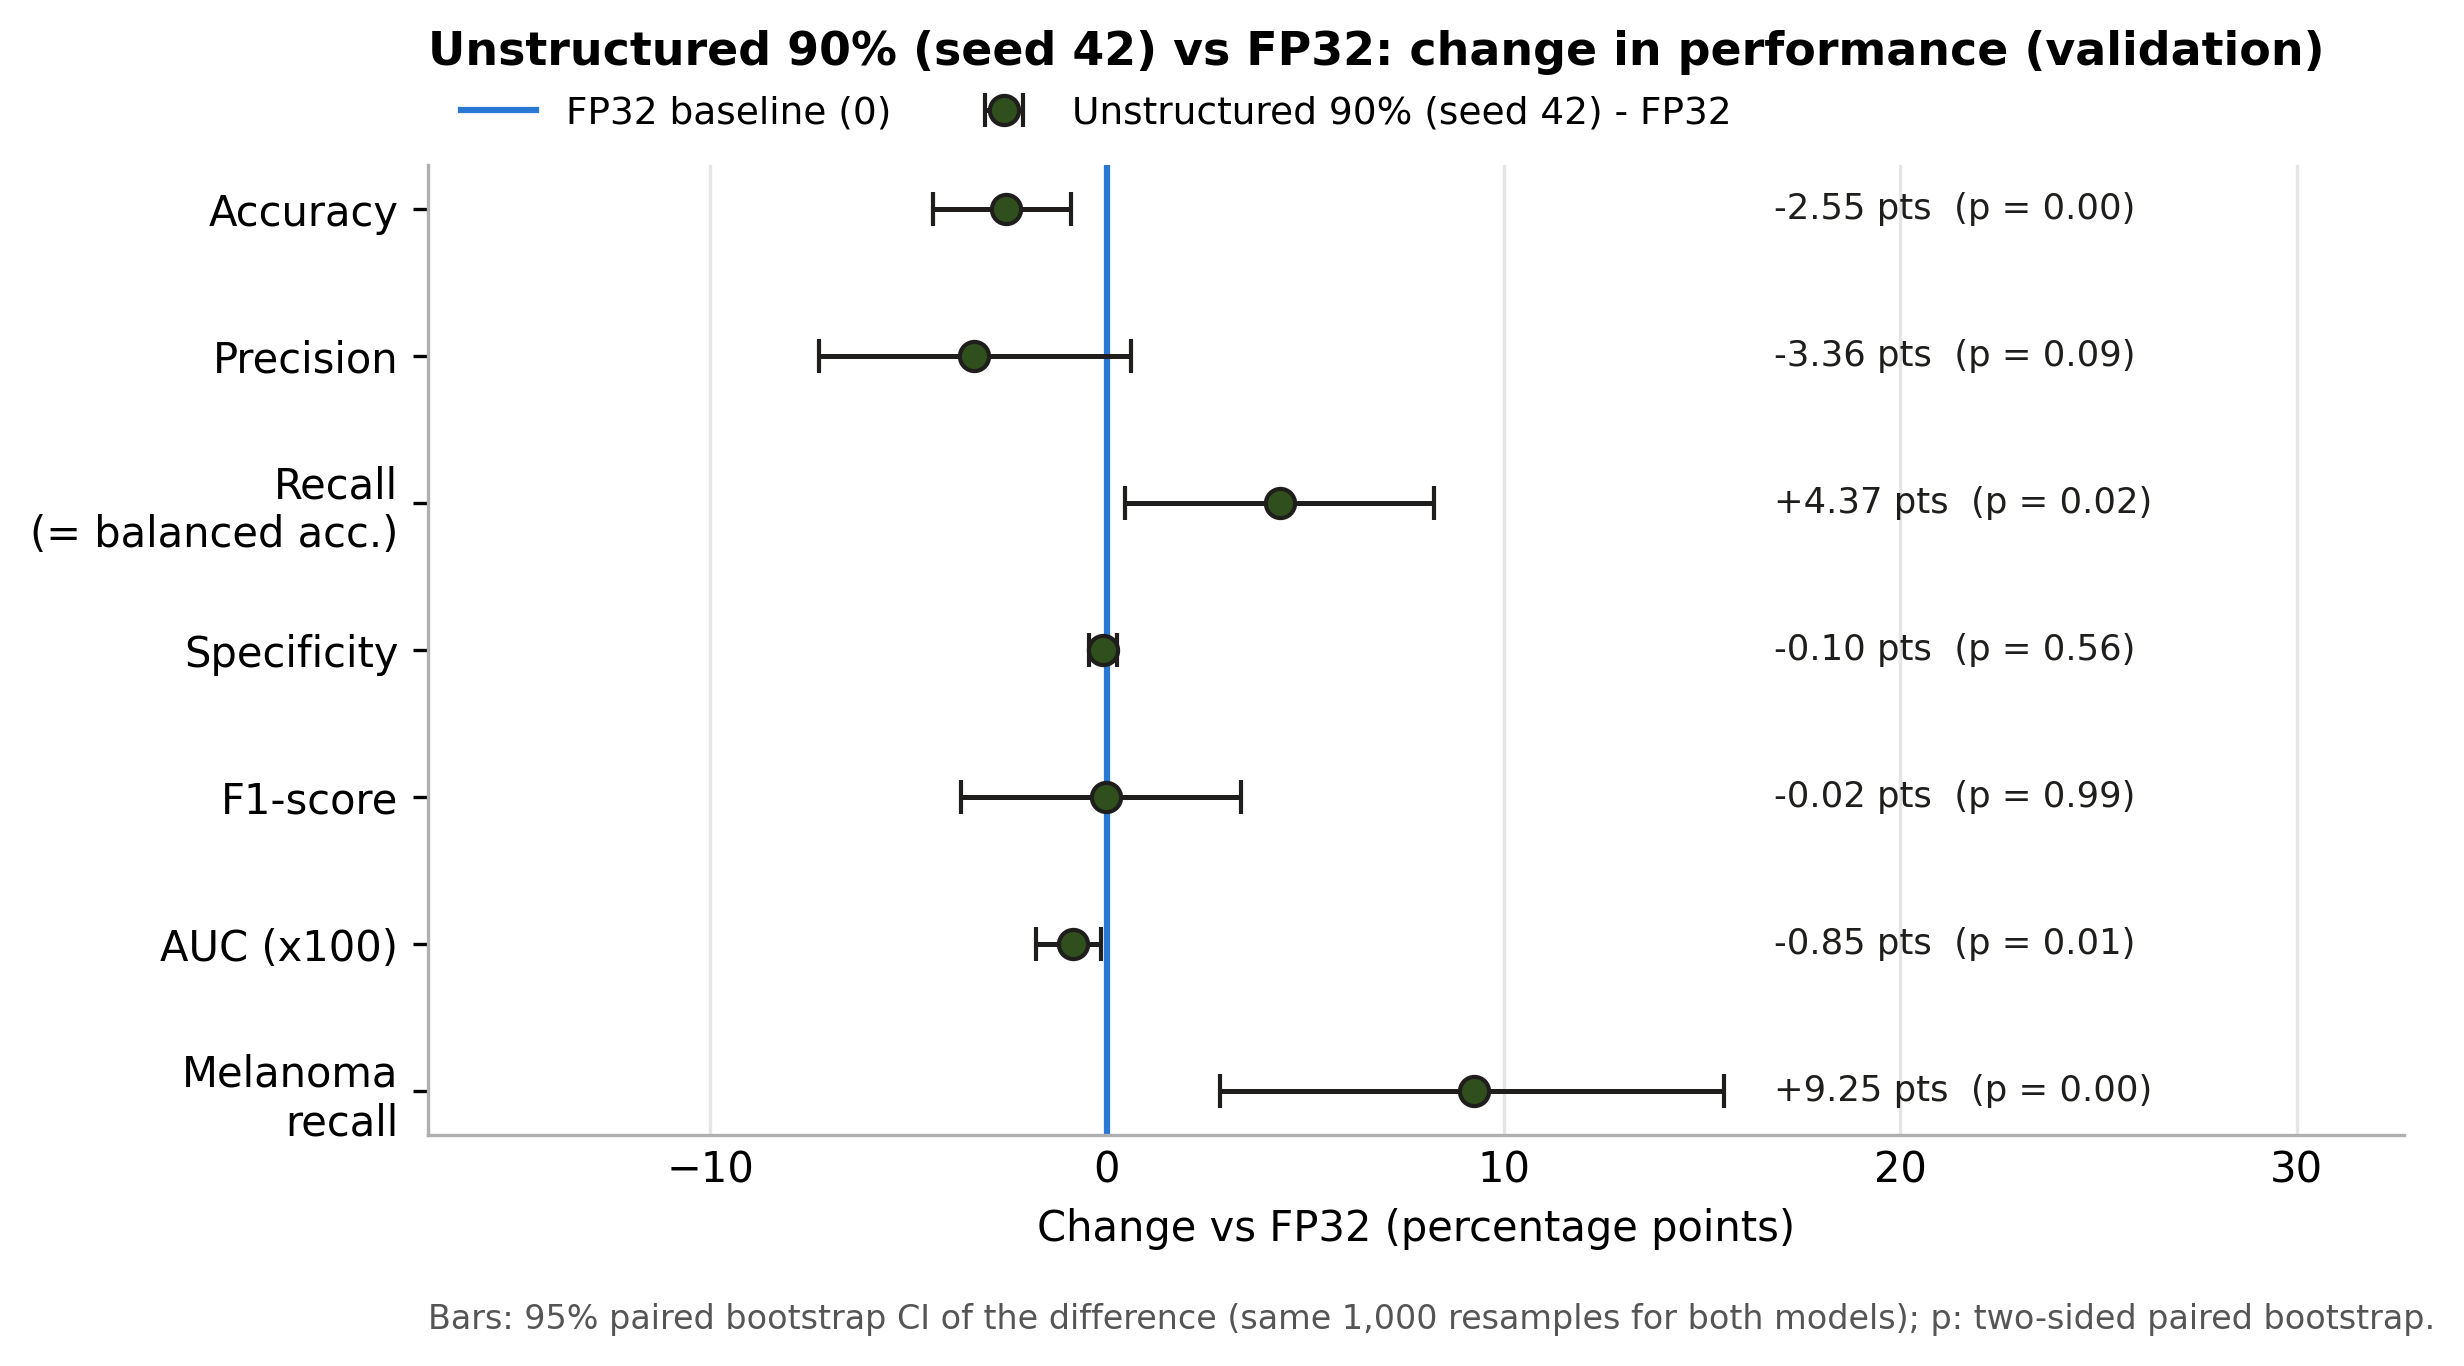 Unstructured 90% (seed 42) vs FP32: change in performance (validation)
FP32 baseline (0)
Unstructured 90% (seed 42) - FP32
Accuracy
-2.55 pts (p = 0.00)
Precision
-3.36 pts (p = 0.09)
Recall
(= balanced acc.)
+4.37 pts (p = 0.02)
Specificity
-0.10 pts (p = 0.56)
F1-score
-0.02 pts (p = 0.99)
AUC (x100)
-0.85 pts (p = 0.01)
Melanoma
recall
+9.25 pts (p = 0.00)
−10
0
10
20
30
Change vs FP32 (percentage points)
Bars: 95% paired bootstrap CI of the difference (same 1,000 resamples for both models); p: two-sided paired bootstrap.